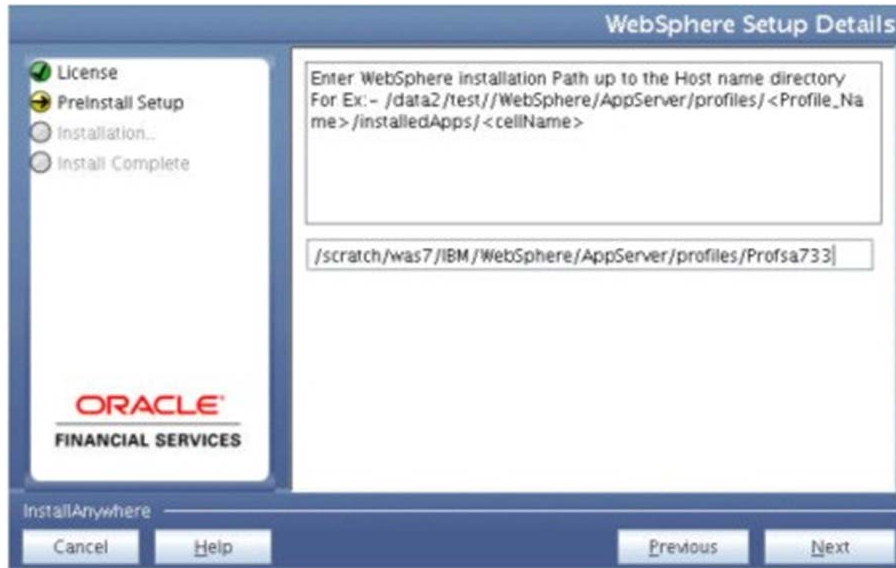 WebSphere Setup Details
License
PreInstall Setup
Installation...
Install Complete
Enter WebSphere installation Path up to the Host name directory
For Ex:- /data2/test//WebSphere/AppServer/profiles/<Profile_Na
me>/installedApps/<cellName>
/scratch/was7/IBM/WebSphere/AppServer/profiles/Profsa733
ORACLE
FINANCIAL SERVICES
InstallAnywhere
Cancel Help Previous Next